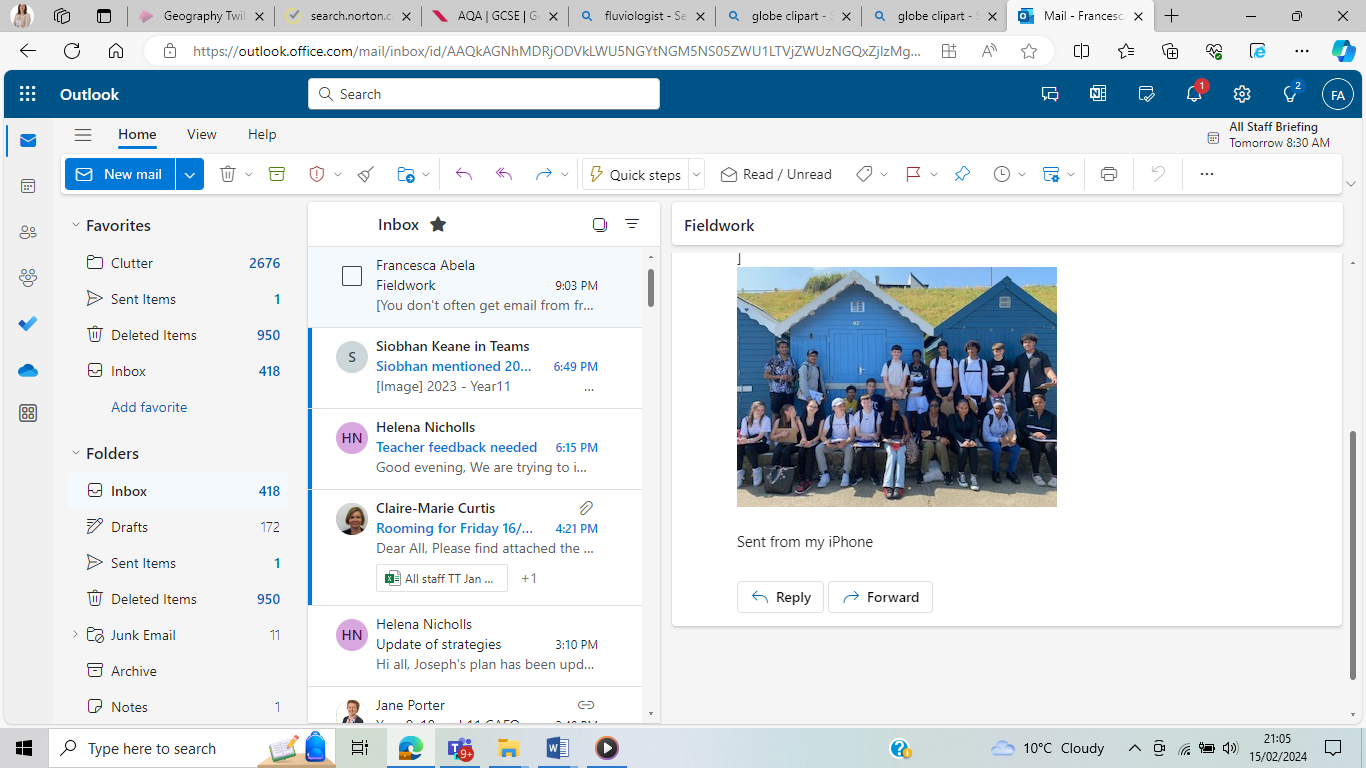 Geography Twil
search.norton.c
AQA | GCSE | Ge
fluviologist - Se
globe clipart - S
globe clipart - S
Mail - Francesc
https://outlook.office.com/mail/inbox/id/AAQkAGNhMDRjODVkLWU5NGYtNGM5NS05ZWU1LTVjZWUzNGQxZjIzMg...
Outlook
Search
1
2
FA
Home
View
Help
All Staff Briefing
Tomorrow 8:30 AM
New mail
Quick steps
Read / Unread
Favorites
Clutter 2676
Sent Items 1
Deleted Items 950
Inbox 418
Add favorite
Folders
Inbox 418
Drafts 172
Sent Items 1
Deleted Items 950
Junk Email 11
Archive
Notes 1
Inbox
Francesca Abela
Fieldwork 9:03 PM
[You don't often get email from fr...
S
Siobhan Keane in Teams
Siobhan mentioned 20... 6:49 PM
[Image] 2023 - Year11 ...
HN
Helena Nicholls
Teacher feedback needed 6:15 PM
Good evening, We are trying to i...
Claire-Marie Curtis
Rooming for Friday 16/... 4:21 PM
Dear All, Please find attached the ...
All staff TT Jan ... +1
HN
Helena Nicholls
Update of strategies 3:10 PM
Hi all, Joseph's plan has been upd...
Jane Porter
Fieldwork
]
Sent from my iPhone
Reply
Forward
Type here to search
9+
10°C Cloudy
21:05
15/02/2024